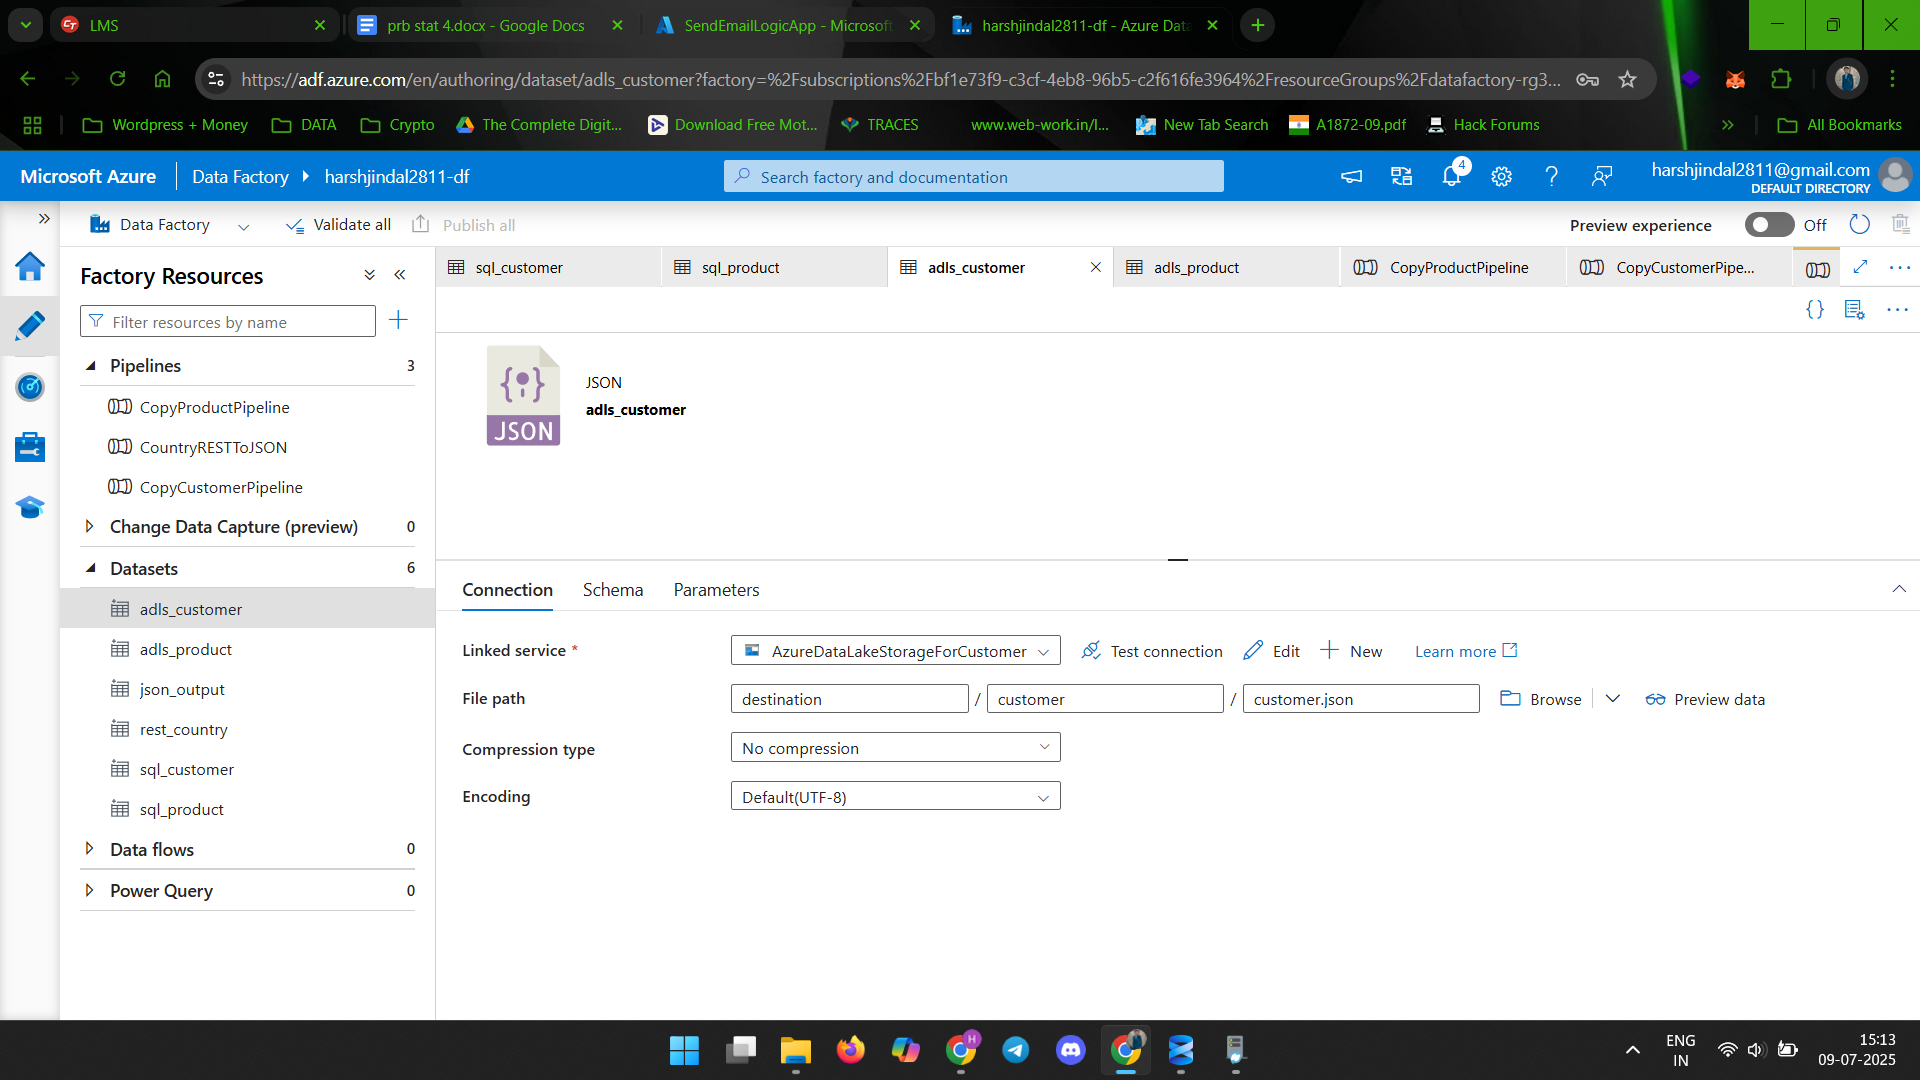 LMS
prb stat 4.docx - Google Docs
SendEmailLogicApp - Microsoft
harshjindal2811-df - Azure Data
https://adf.azure.com/en/authoring/dataset/adls_customer?factory=%2Fsubscriptions%2Fbf1e73f9-c3cf-4eb8-96b5-c2f616fe3964%2FresourceGroups%2Fdatafactory-rg3...
Wordpress + Money
DATA
Crypto
The Complete Digit...
Download Free Mot...
TRACES
www.web-work.in/l...
New Tab Search
A1872-09.pdf
Hack Forums
All Bookmarks
Microsoft Azure
Data Factory
harshjindal2811-df
Search factory and documentation
4
harshjindal2811@gmail.com
DEFAULT DIRECTORY
Data Factory
Validate all
Publish all
Preview experience
Off
Factory Resources
Filter resources by name
Pipelines 3
CopyProductPipeline
CountryRESTToJSON
CopyCustomerPipeline
Change Data Capture (preview) 0
Datasets 6
adls_customer
adls_product
json_output
rest_country
sql_customer
sql_product
Data flows 0
Power Query 0
sql_customer
sql_product
adls_customer
adls_product
CopyProductPipeline
CopyCustomerPipe...
JSON
JSON
adls_customer
Connection
Schema
Parameters
Linked service *
AzureDataLakeStorageForCustomer
Test connection
Edit
New
Learn more
File path
destination / customer / customer.json
Browse
Preview data
Compression type
No compression
Encoding
Default(UTF-8)
H
ENG
IN
15:13
09-07-2025